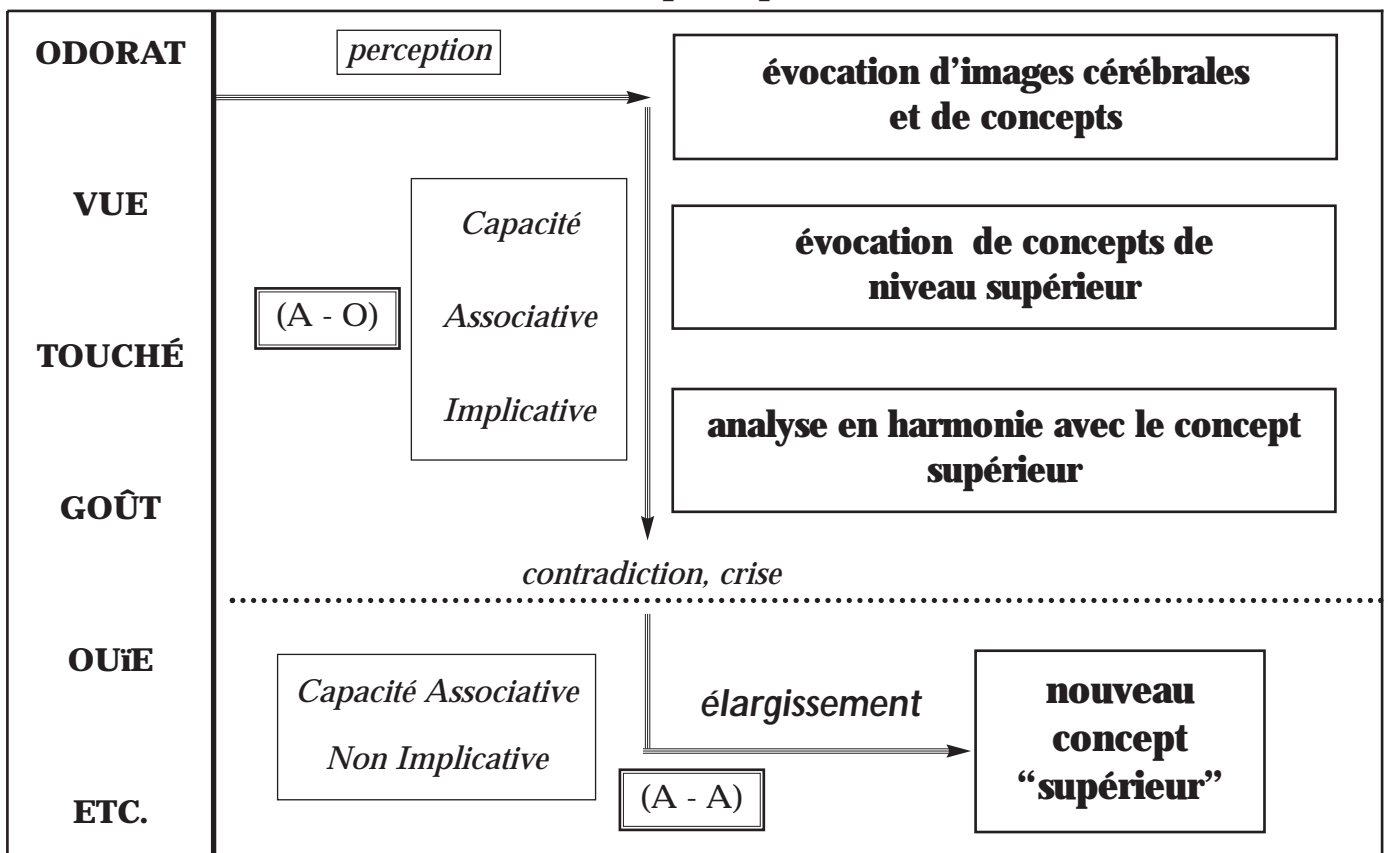 ODORAT
perception
évocation d'images cérébrales
et de concepts
VUE
Capacité
Associative
Implicative
(A - O)
évocation de concepts de
niveau supérieur
TOUCHÉ
analyse en harmonie avec le concept
supérieur
GOÛT
contradiction, crise
OUïE
Capacité Associative
Non Implicative
élargissement
(A - A)
nouveau
concept
“supérieur”
ETC.